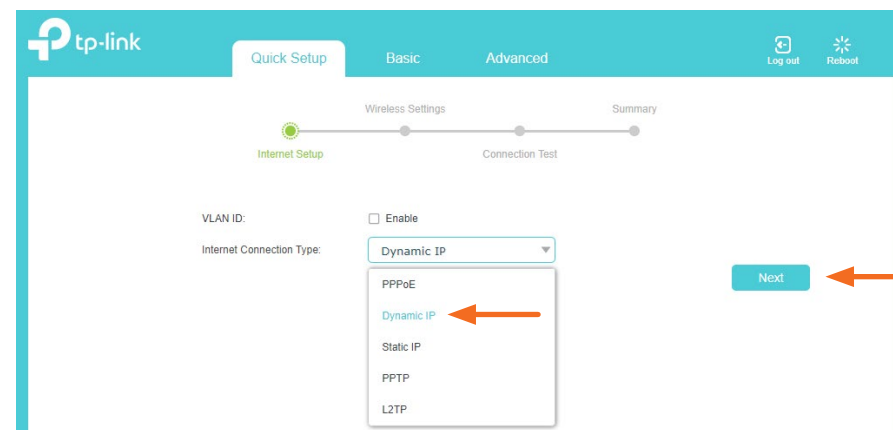 tp-link
Quick Setup Basic Advanced
Log out Reboot
Wireless Settings Summary
Internet Setup Connection Test
VLAN ID: Enable
Internet Connection Type: Dynamic IP
Next
PPPoE
Dynamic IP
Static IP
PPTP
L2TP